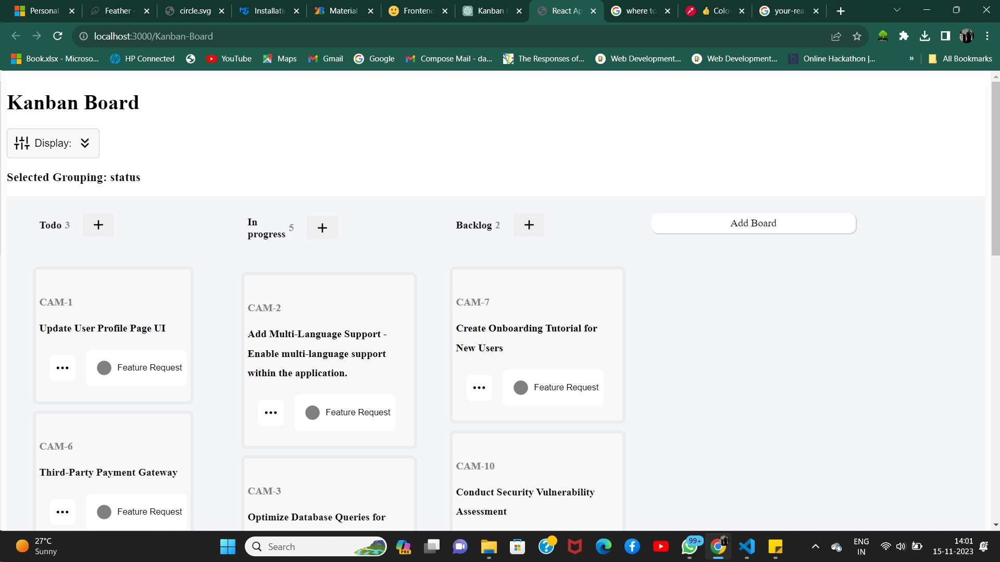 Personal
Feather -
circle.svg
Installati
Material
Frontend
Kanban
React Ap
where to
Colo
your-rea
localhost:3000/Kanban-Board
Book.xlsx - Microso...
HP Connected
YouTube
Maps
Gmail
Google
Compose Mail - da...
The Responses of...
Web Development...
Web Development...
Online Hackathon |...
»
All Bookmarks
Kanban Board
Display:
Selected Grouping: status
Todo 3 +
In progress 5 +
Backlog 2 +
Add Board
CAM-1
Update User Profile Page UI
Feature Request
CAM-6
Third-Party Payment Gateway
Feature Request
CAM-2
Add Multi-Language Support -
Enable multi-language support
within the application.
Feature Request
CAM-3
Optimize Database Queries for
CAM-7
Create Onboarding Tutorial for
New Users
Feature Request
CAM-10
Conduct Security Vulnerability
Assessment
27°C
Sunny
Search
PRE
99+
ENG
IN
14:01
15-11-2023